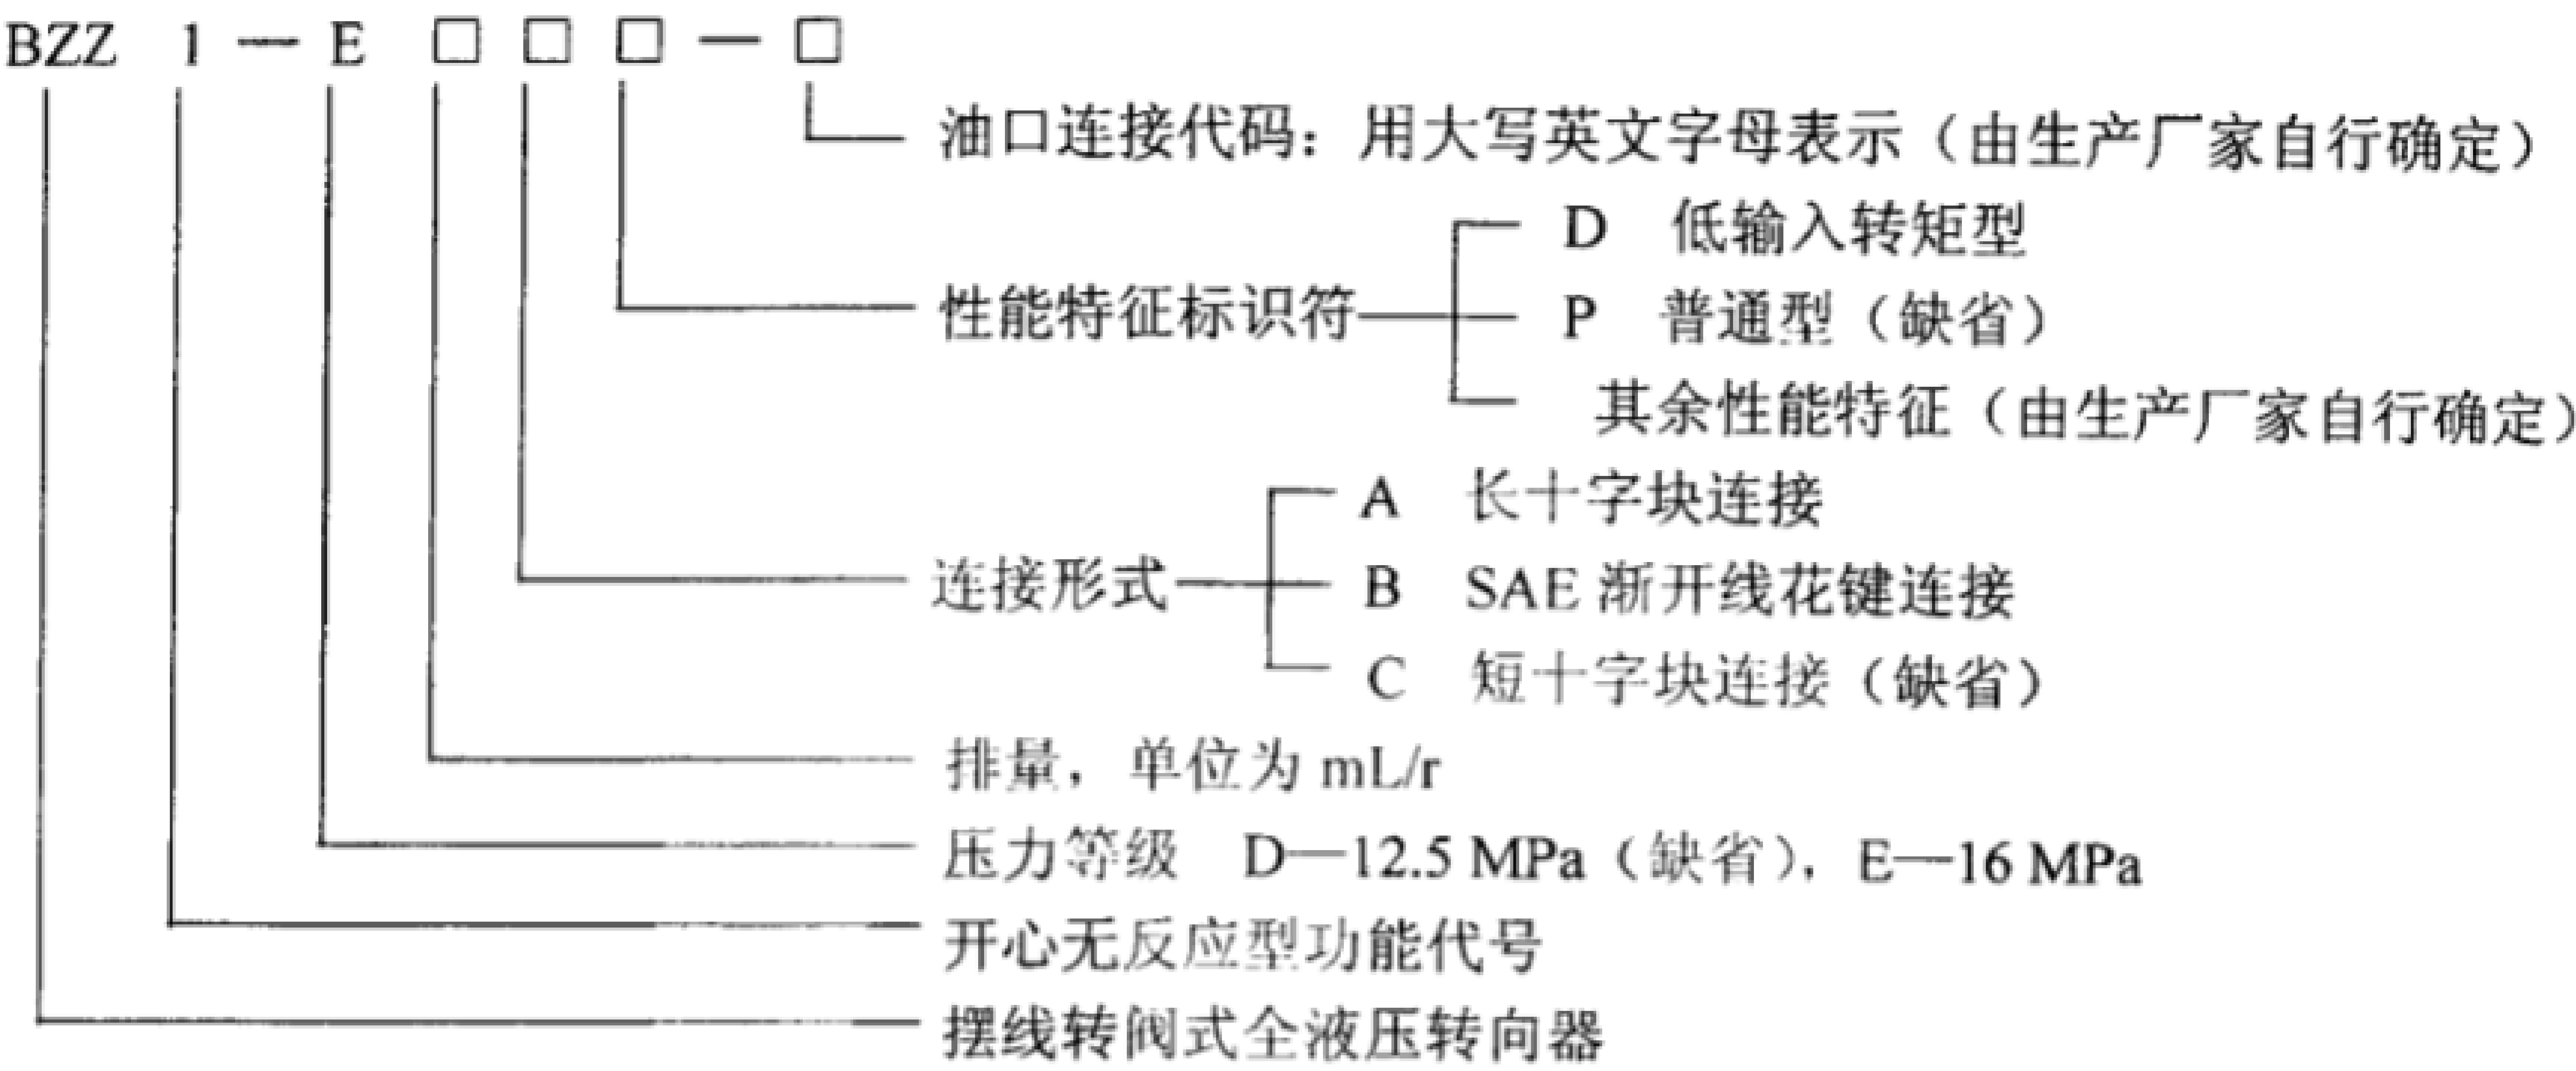 BZZ 1 — E □ □ □ — □
油口连接代码：用大写英文字母表示（由生产厂家自行确定）
D 低输入转矩型
性能特征标识符
P 普通型（缺省）
其余性能特征（由生产厂家自行确定）
A 长十字块连接
连接形式
B SAE 渐开线花键连接
C 短十字块连接（缺省）
排量，单位为 mL/r
压力等级 D—12.5 MPa（缺省），E—16 MPa
开心无反应型功能代号
摆线转阀式全液压转向器